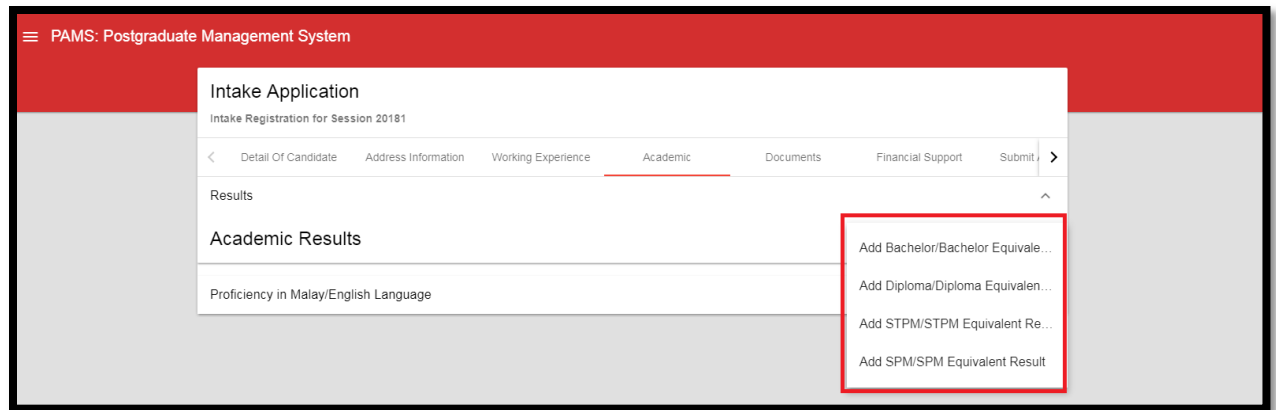 PAMS: Postgraduate Management System
Intake Application
Intake Registration for Session 20181
Detail Of Candidate Address Information Working Experience Academic Documents Financial Support Submit
Results
Academic Results
Add Bachelor/Bachelor Equivale...
Add Diploma/Diploma Equivalen...
Proficiency in Malay/English Language
Add STPM/STPM Equivalent Re...
Add SPM/SPM Equivalent Result